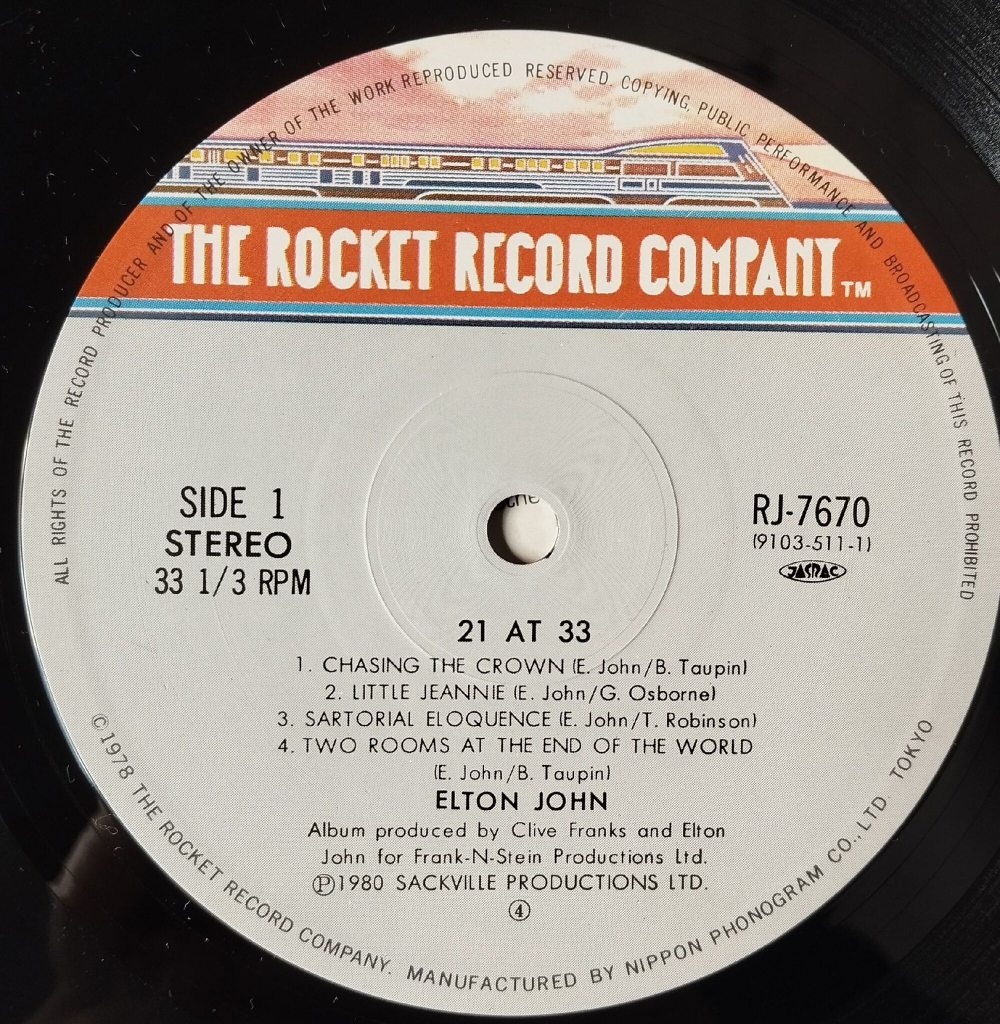 ALL RIGHTS OF THE RECORD PRODUCER AND OF THE OWNER OF THE WORK REPRODUCED RESERVED. COPYING, PUBLIC PERFORMANCE AND BROADCASTING OF THIS RECORD PROHIBITED
THE ROCKET RECORD COMPANY TM
SIDE 1
STEREO
33 1/3 RPM
RJ-7670
(9103-511-1)
JASRAC
the
21 AT 33
1. CHASING THE CROWN (E. John/B. Taupin)
2. LITTLE JEANNIE (E. John/G. Osborne)
3. SARTORIAL ELOQUENCE (E. John/T. Robinson)
4. TWO ROOMS AT THE END OF THE WORLD
(E. John/B. Taupin)
ELTON JOHN
Album produced by Clive Franks and Elton
John for Frank-N-Stein Productions Ltd.
Ⓟ1980 SACKVILLE PRODUCTIONS LTD.
④
©1978 THE ROCKET RECORD COMPANY. MANUFACTURED BY NIPPON PHONOGRAM CO., LTD. TOKYO